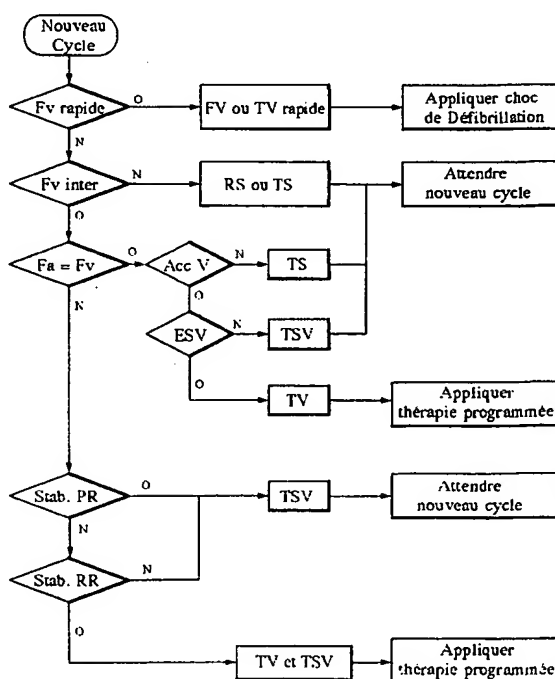 Nouveau
Cycle
Fv rapide
O
FV ou TV rapide
Appliquer choc
de Défibrillation
N
Fv inter
N
RS ou TS
Attendre
nouveau cycle
O
Fa = Fv
O
Acc V
N
TS
N
O
ESV
N
TSV
O
TV
Appliquer
thérapie programmée
Stab. PR
O
TSV
Attendre
nouveau cycle
N
Stab. RR
N
O
TV et TSV
Appliquer
thérapie programmée